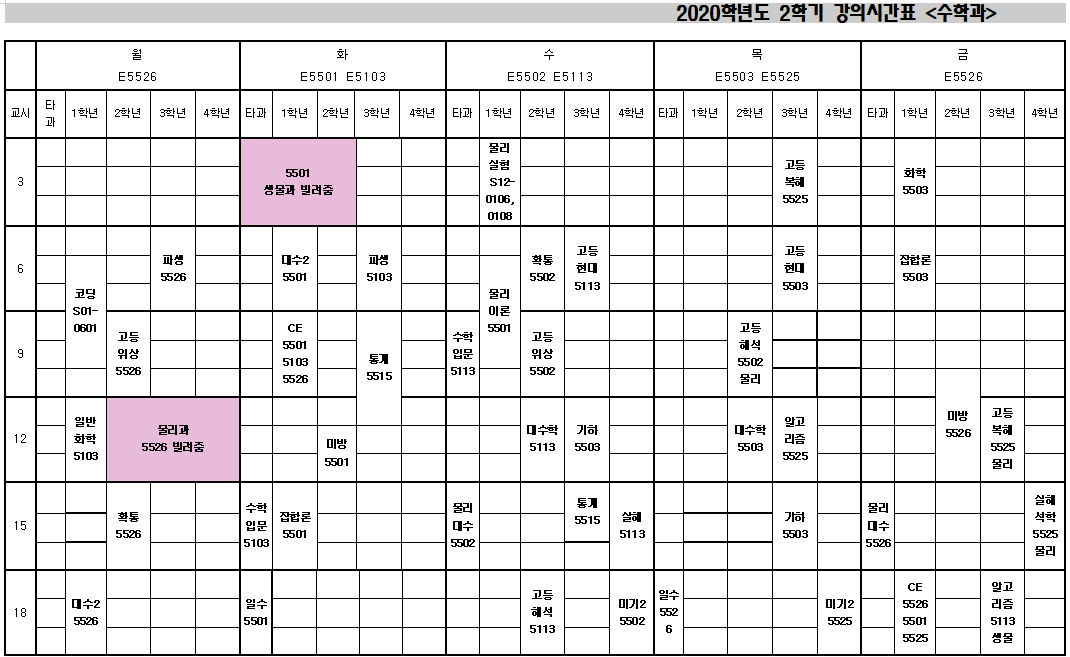 2020학년도 2학기 강의시간표 <수학과>
월 화 수 목 금
E5526 E5501 E5103 E5502 E5113 E5503 E5525 E5526
교시 타과 1학년 2학년 3학년 4학년 타과 1학년 2학년 3학년 4학년 타과 1학년 2학년 3학년 4학년 타과 1학년 2학년 3학년 4학년 타과 1학년 2학년 3학년 4학년
3
5501
생물과 빌려줌
물리
실험
S12-
0106,
0108
고등
복해
5525
화학
5503
6
코딩
S01-
0601
파생
5526
대수2
5501
파생
5103
물리
이론
5501
확통
5502
고등
현대
5113
고등
현대
5503
집합론
5503
9
고등
위상
5526
CE
5501
5103
5526
통계
5515
수학
입문
5113
고등
위상
5502
고등
해석
5502
물리
12
일반
화학
5103
물리과
5526 빌려줌
미방
5501
대수학
5113
기하
5503
대수학
5503
알고
리즘
5525
미방
5526
고등
복해
5525
물리
15
확통
5526
수학
입문
5103
집합론
5501
물리
대수
5502
통계
5515
실해
5113
기하
5503
물리
대수
5526
실해
석학
5525
물리
18
대수2
5526
일수
5501
고등
해석
5113
미기2
5502
일수
552
6
미기2
5525
CE
5526
5501
5525
알고
리즘
5113
생물